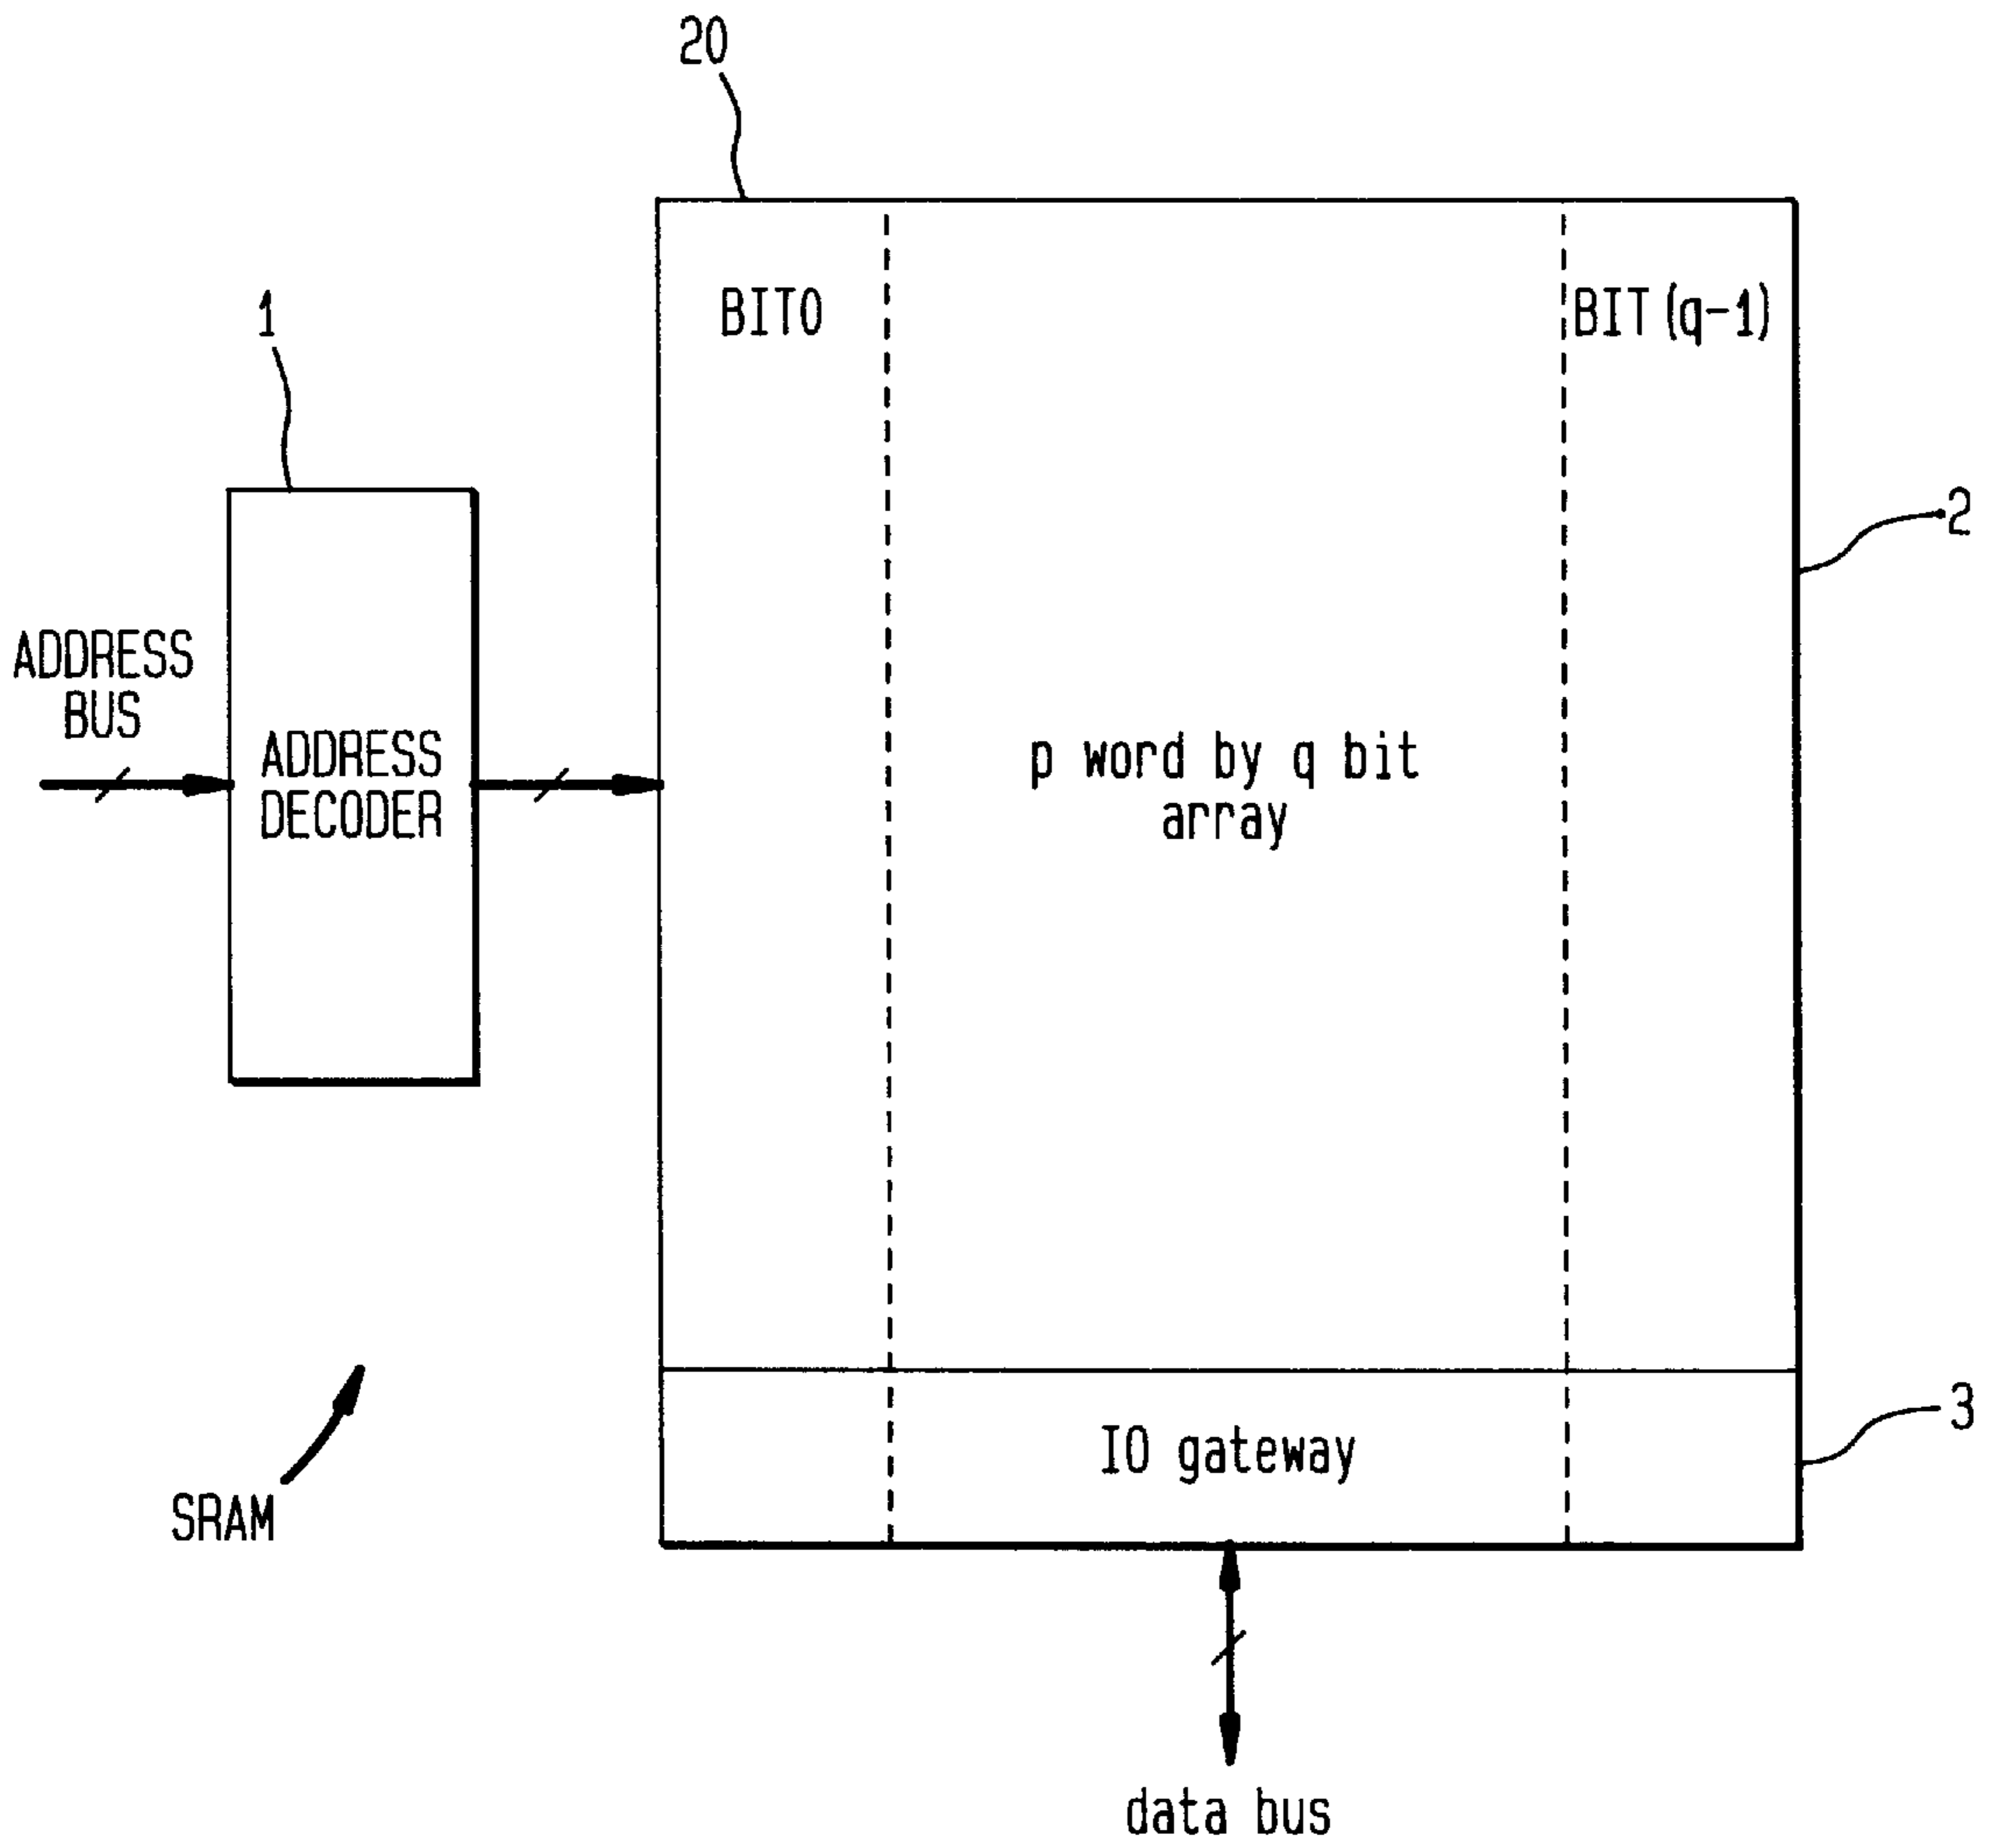 20
1
BIT0
BIT (q-1)
2
ADDRESS
BUS
ADDRESS
DECODER
p word by q bit
array
IO gateway
3
SRAM
data bus